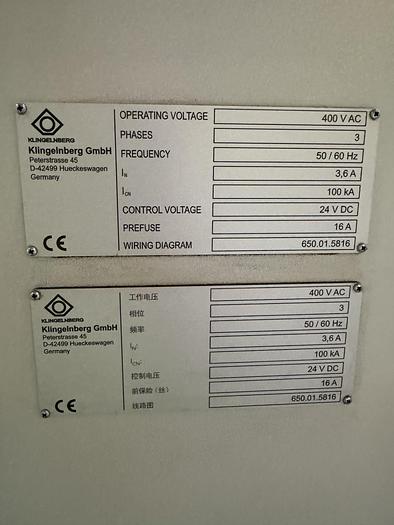 KLINGELNBERG
Klingelnberg GmbH
Peterstrasse 45
D-42499 Hueckeswagen
Germany
CE
OPERATING VOLTAGE 400 V AC
PHASES 3
FREQUENCY 50 / 60 Hz
IN 3,6 A
ICN 100 kA
CONTROL VOLTAGE 24 V DC
PREFUSE 16 A
WIRING DIAGRAM 650.01.5816
KLINGELNBERG
Klingelnberg GmbH
Peterstrasse 45
D-42499 Hueckeswagen
Germany
CE
工作电压 400 V AC
相位 3
频率 50 / 60 Hz
IN: 3,6 A
ICN: 100 kA
控制电压 24 V DC
前保险（丝） 16 A
线路图 650.01.5816